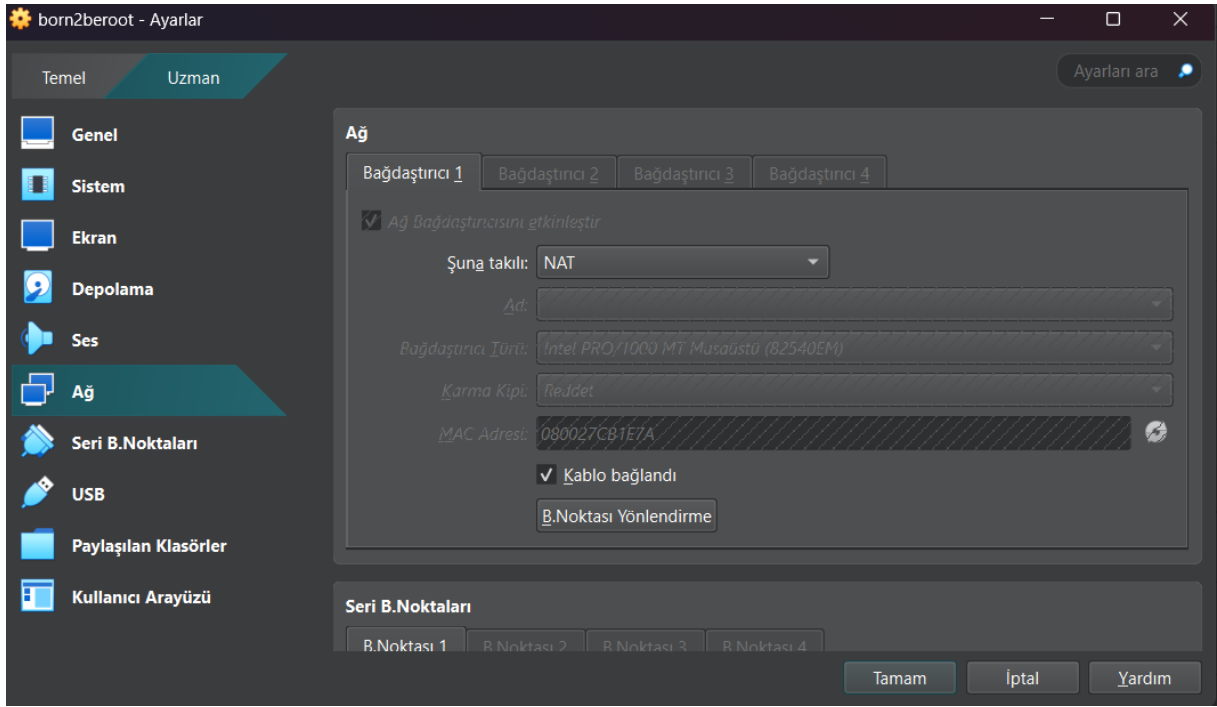 born2beroot - Ayarlar
Temel
Uzman
Ayarları ara
Genel
Sistem
Ekran
Depolama
Ses
Ağ
Seri B.Noktaları
USB
Paylaşılan Klasörler
Kullanıcı Arayüzü
Ağ
Bağdaştırıcı 1 Bağdaştırıcı 2 Bağdaştırıcı 3 Bağdaştırıcı 4
Ağ Bağdaştırıcısını etkinleştir
Şuna takılı: NAT
Ad:
Bağdaştırıcı Türü: Intel PRO/1000 MT Masaüstü (82540EM)
Karma Kipi: Reddet
MAC Adresi: 080027CB1E7A
Kablo bağlandı
B.Noktası Yönlendirme
Seri B.Noktaları
B.Noktası 1 B.Noktası 2 B.Noktası 3 B.Noktası 4
Tamam İptal Yardım